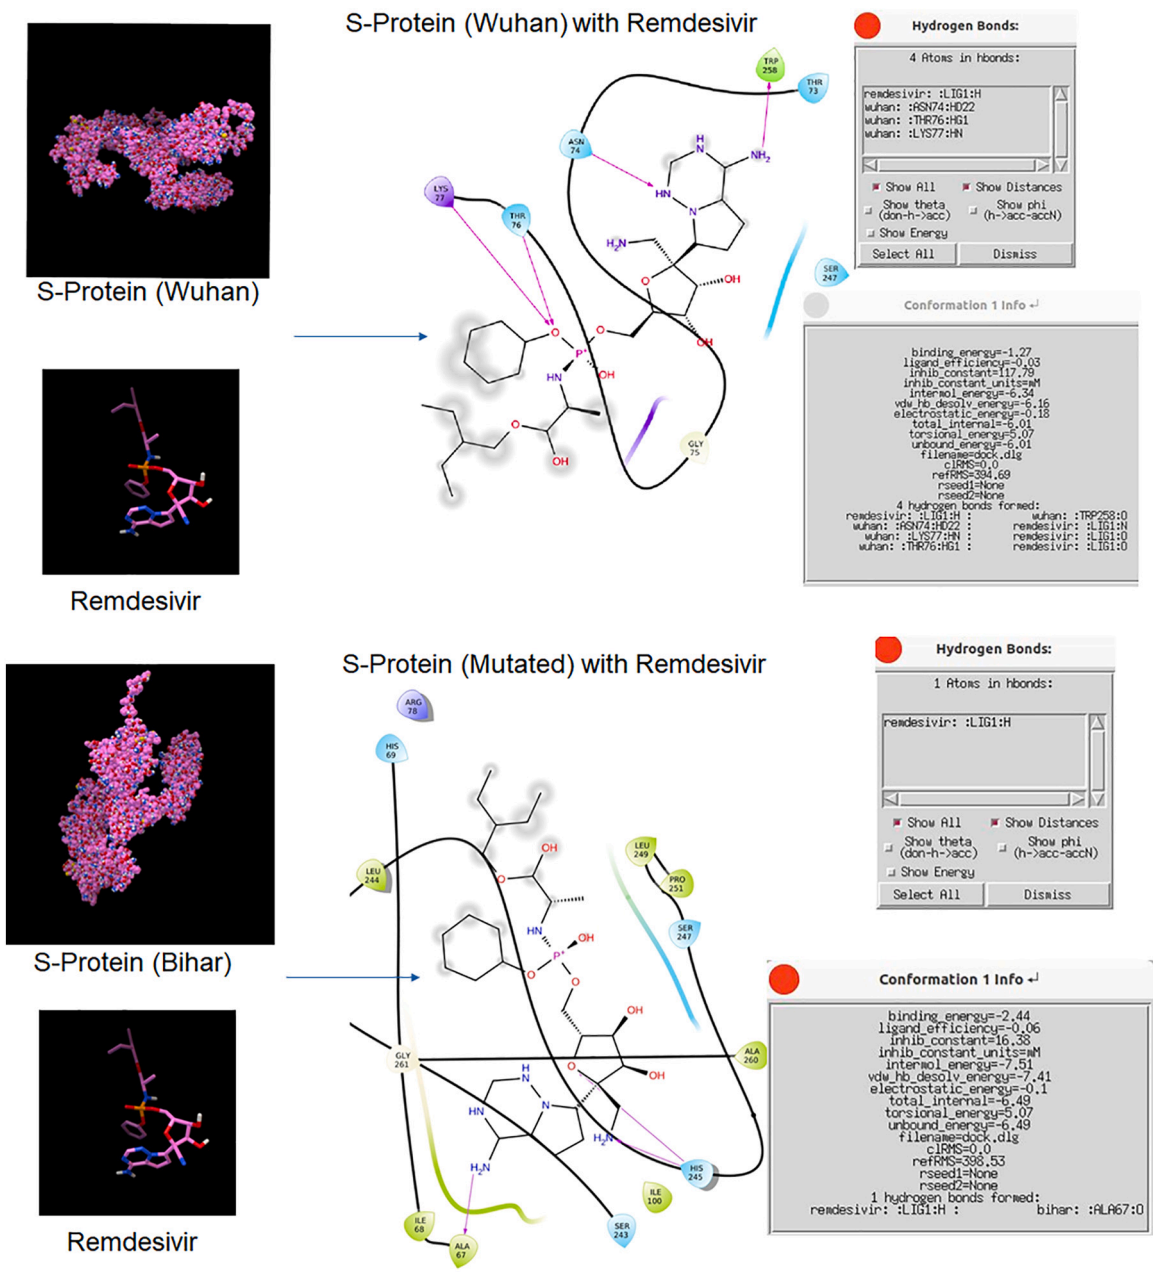 S-Protein (Wuhan) with Remdesivir
S-Protein (Wuhan)
Remdesivir
TRP
258
THR
73
ASN
74
LYS
77
THR
76
SER
247
GLY
75
H
N
NH2
HN
N
H2N
O
OH
OH
O
O
P+
OH
HN
O
OH
Hydrogen Bonds:
4 Atoms in hbonds:
remdesivir: :LIG1:H
wuhan: :ASN74:HD22
wuhan: :THR76:HG1
wuhan: :LYS77:HN
Show All Show Distances
Show theta Show phi
(don-h->acc) (h->acc-accN)
Show Energy
Select All Dismiss
Conformation 1 Info
binding_energy=-1.27
ligand_efficiency=-0.03
inhib_constant=117.79
inhib_constant_units=mM
intermol_energy=-6.34
vdw_hb_desolv_energy=-6.16
electrostatic_energy=-0.18
total_internal=-6.01
torsional_energy=5.07
unbound_energy=-6.01
filename=dock.dlg
clRMS=0.0
refRMS=394.69
rseed1=None
rseed2=None
4 hydrogen bonds formed:
remdesivir: :LIG1:H : wuhan: :TRP258:O
wuhan: :ASN74:HD22 : remdesivir: :LIG1:N
wuhan: :LYS77:HN : remdesivir: :LIG1:O
wuhan: :THR76:HG1 : remdesivir: :LIG1:O
S-Protein (Mutated) with Remdesivir
S-Protein (Bihar)
Remdesivir
ARG
78
HIS
69
LEU
244
LEU
249
PRO
251
SER
247
GLY
261
ALA
260
HIS
245
ILE
100
SER
243
ILE
68
ALA
67
OH
O
HN
OH
P+
O
O
OH
O
OH
H
N
HN
N
H2N
H2N
Hydrogen Bonds:
1 Atoms in hbonds:
remdesivir: :LIG1:H
Show All Show Distances
Show theta Show phi
(don-h->acc) (h->acc-accN)
Show Energy
Select All Dismiss
Conformation 1 Info
binding_energy=-2.44
ligand_efficiency=-0.06
inhib_constant=16.38
inhib_constant_units=mM
intermol_energy=-7.51
vdw_hb_desolv_energy=-7.41
electrostatic_energy=-0.1
total_internal=-6.49
torsional_energy=5.07
unbound_energy=-6.49
filename=dock.dlg
clRMS=0.0
refRMS=398.53
rseed1=None
rseed2=None
1 hydrogen bonds formed:
remdesivir: :LIG1:H : bihar: :ALA67:O